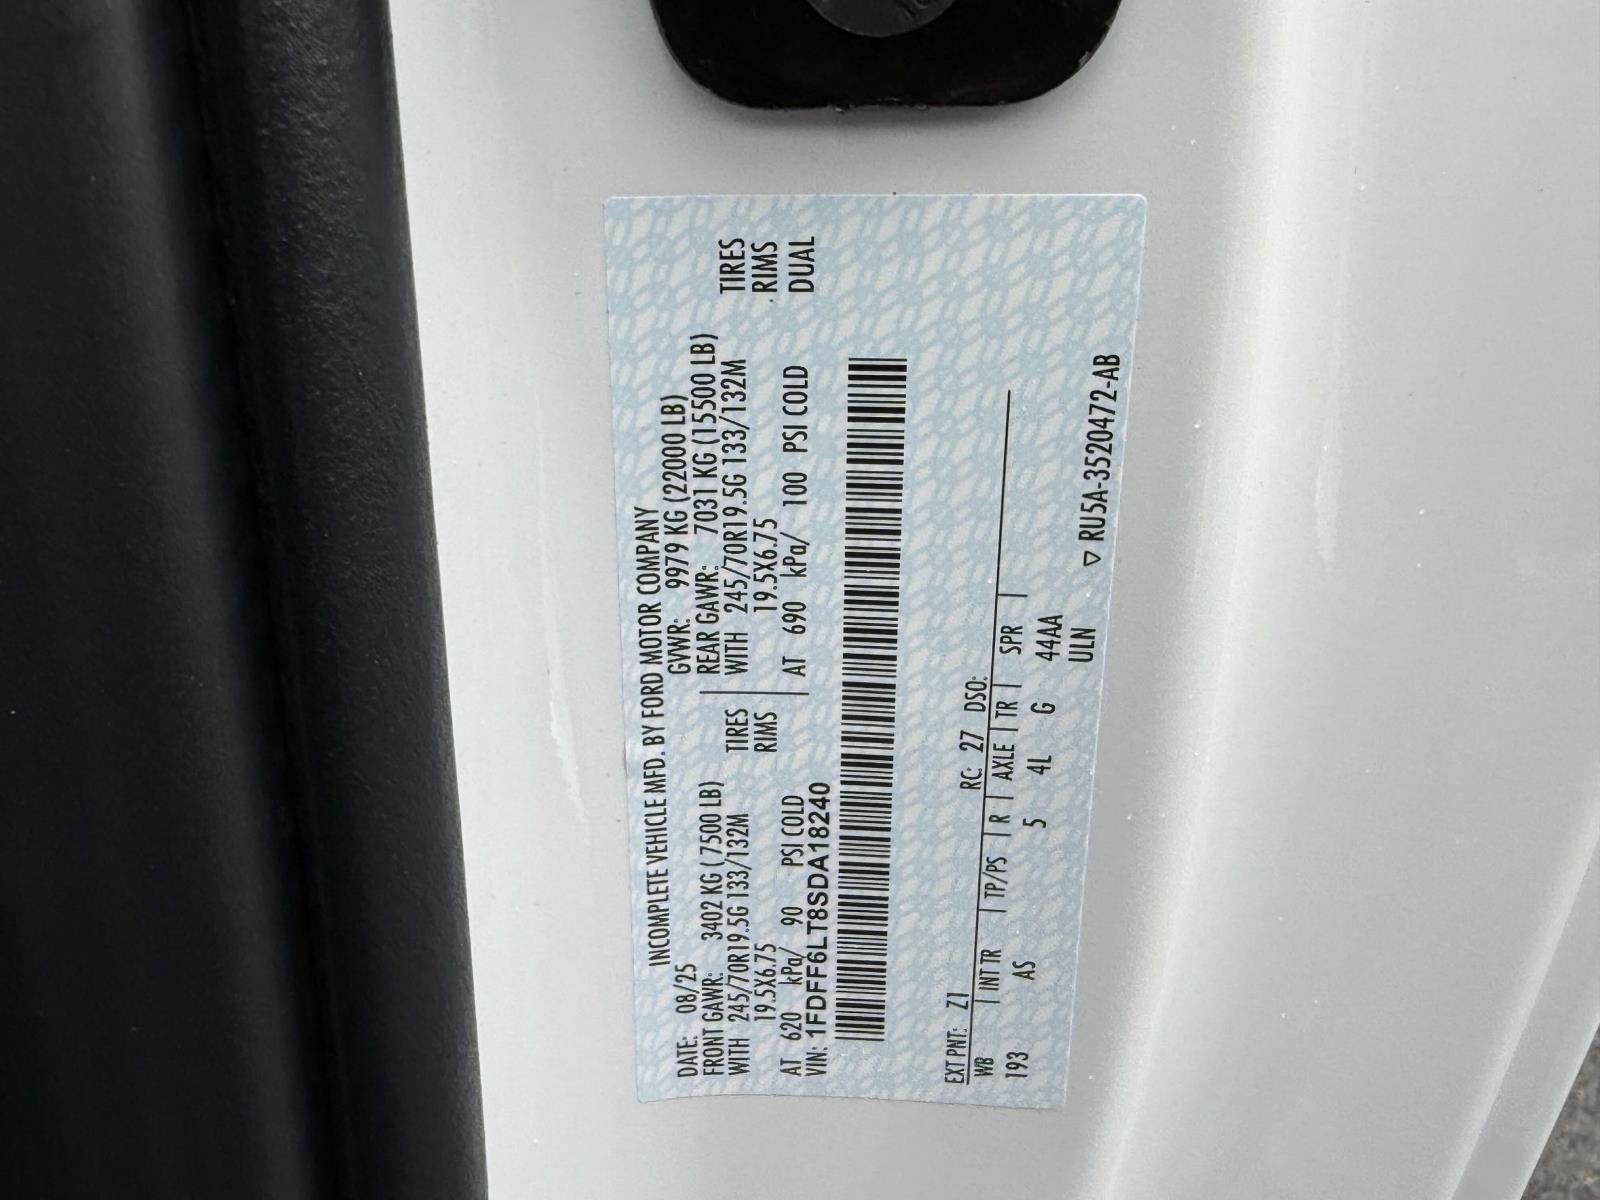 INCOMPLETE VEHICLE MFD. BY FORD MOTOR COMPANY
DATE: 08/25 GVWR: 9979 KG (22000 LB)
FRONT GAWR: 3402 KG (7500 LB) REAR GAWR: 7031 KG (15500 LB)
WITH 245/70R19.5G 133/132M TIRES WITH 245/70R19.5G 133/132M TIRES
19.5X6.75 RIMS 19.5X6.75 RIMS
AT 620 kPa/ 90 PSI COLD AT 690 kPa/ 100 PSI COLD DUAL
VIN: 1FDFF6LT8SDA18240
EXT PNT: Z1 RC: 27 DSO:
WB | INT TR | TP/PS | R | AXLE | TR | SPR |
193 AS 5 4L G 44AA
ULN
▽ RU5A-3520472-AB